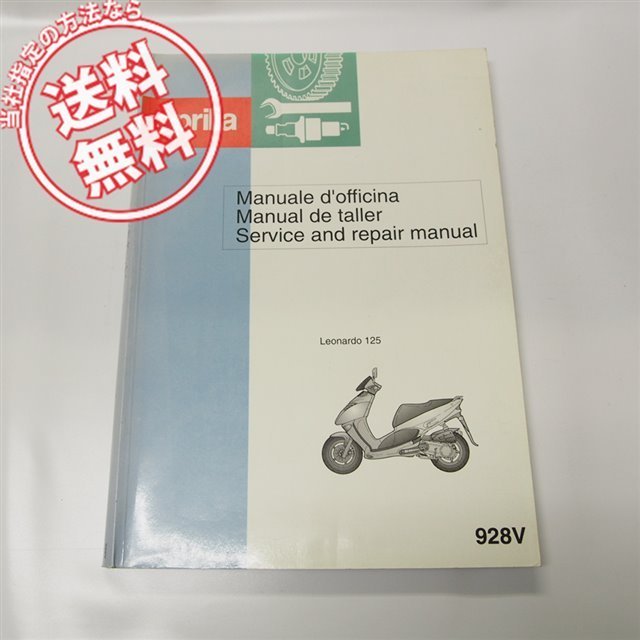 当社指定の方法なら
送料
無料
Manuale d'officina
Manual de taller
Service and repair manual
Leonardo 125
928V